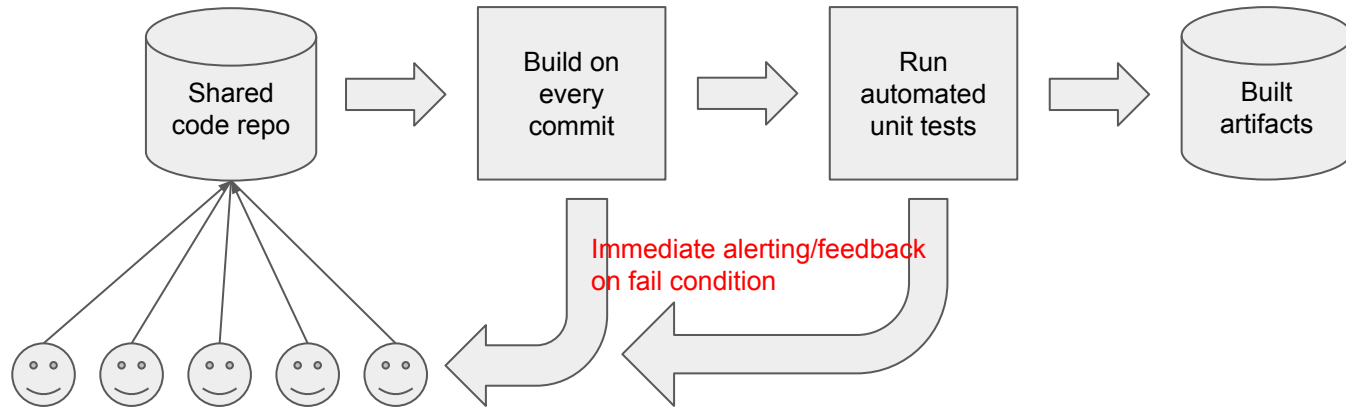 Shared
code repo
Build on
every
commit
Run
automated
unit tests
Built
artifacts
Immediate alerting/feedback
on fail condition